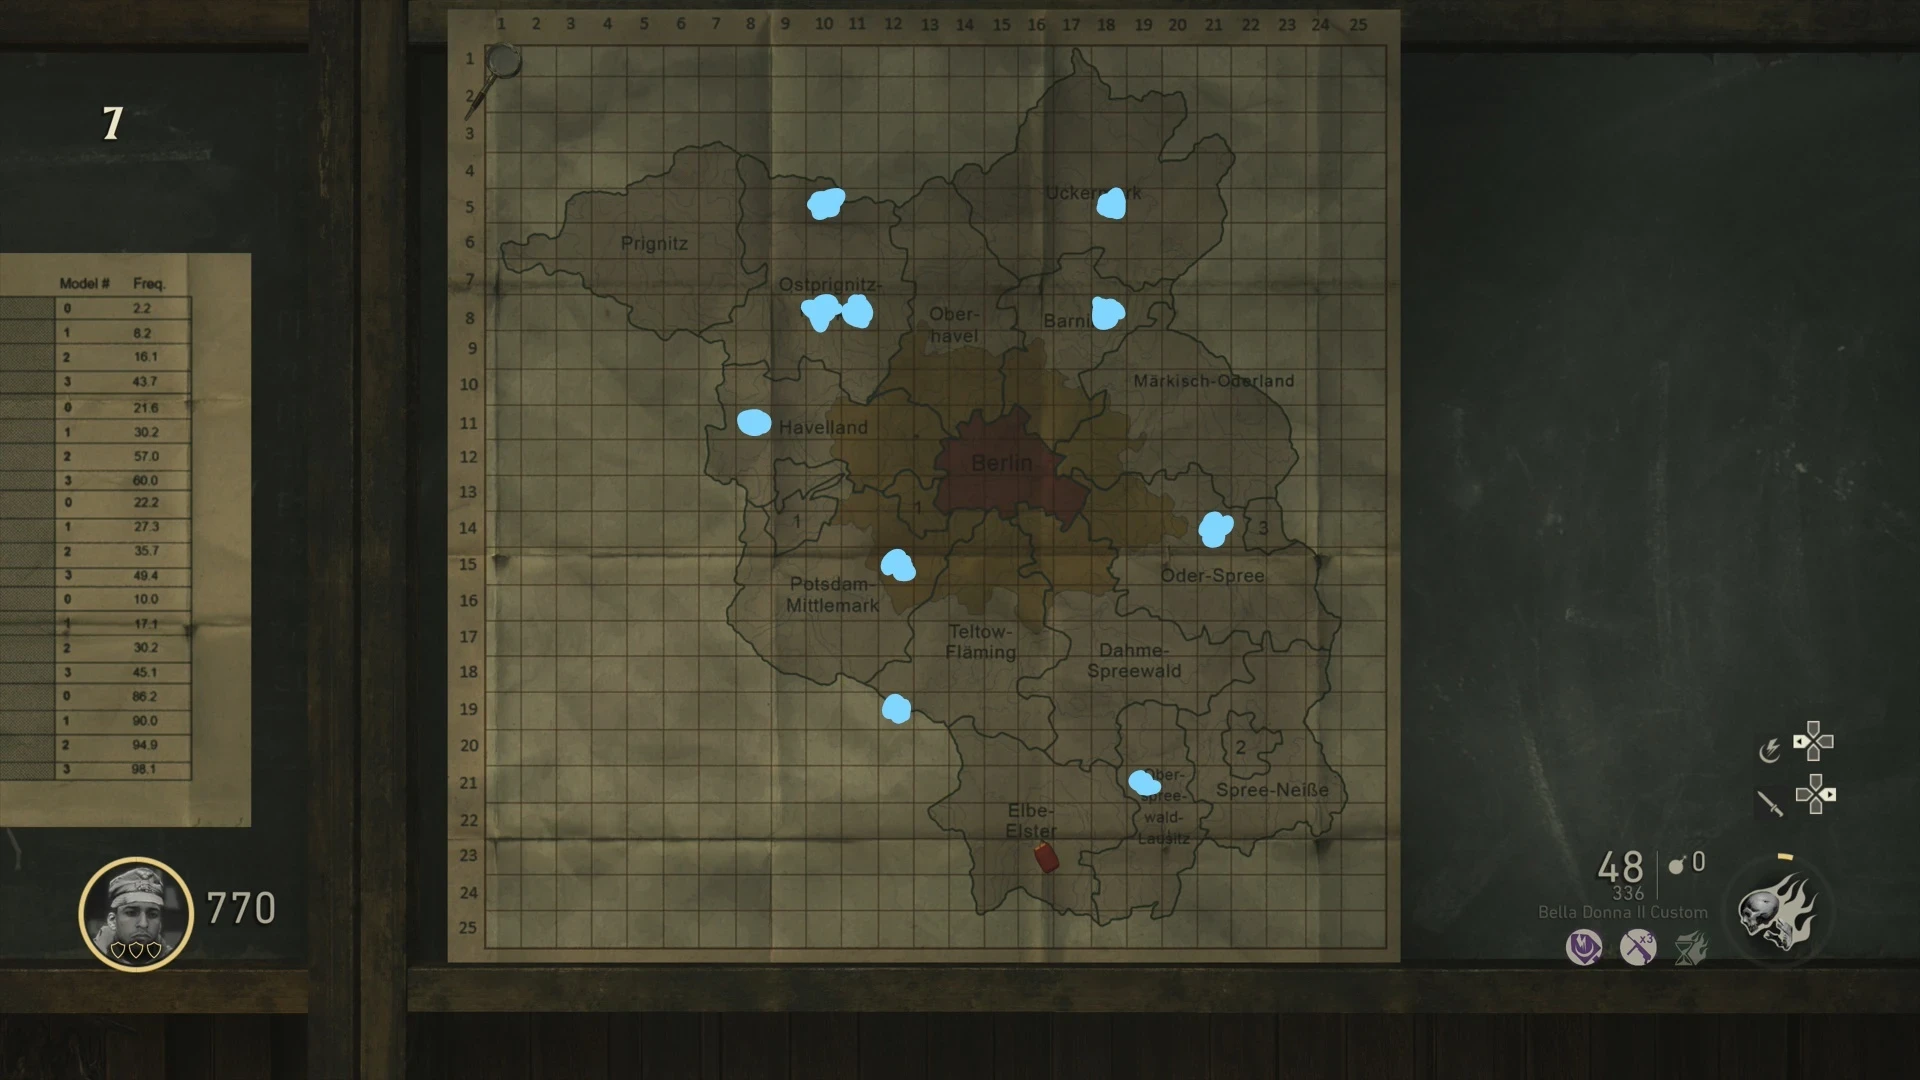 1 2 3 4 5 6 7 8 9 10 11 12 13 14 15 16 17 18 19 20 21 22 23 24 25
1
2
3
4
5
6
7
8
9
10
11
12
13
14
15
16
17
18
19
20
21
22
23
24
25
7
Model # Freq.
0 2.2
1 8.2
2 16.1
3 43.7
0 21.6
1 30.2
2 57.0
3 60.0
0 22.2
1 27.3
2 35.7
3 49.4
0 10.0
1 17.1
2 30.2
3 45.1
0 86.2
1 90.0
2 94.9
3 98.1
770
Prignitz
Ostprignitz-
Ober-
havel
Märkisch-Oderland
Havelland
Berlin
1
1
3
Potsdam-
Mittlemark
Oder-Spree
Teltow-
Fläming
Dahme-
Spreewald
2
Spree-Neiße
Elbe-
Elster
Ober-
spree-
wald-
Lausitz
48 0
336
Bella Donna II Custom
x3